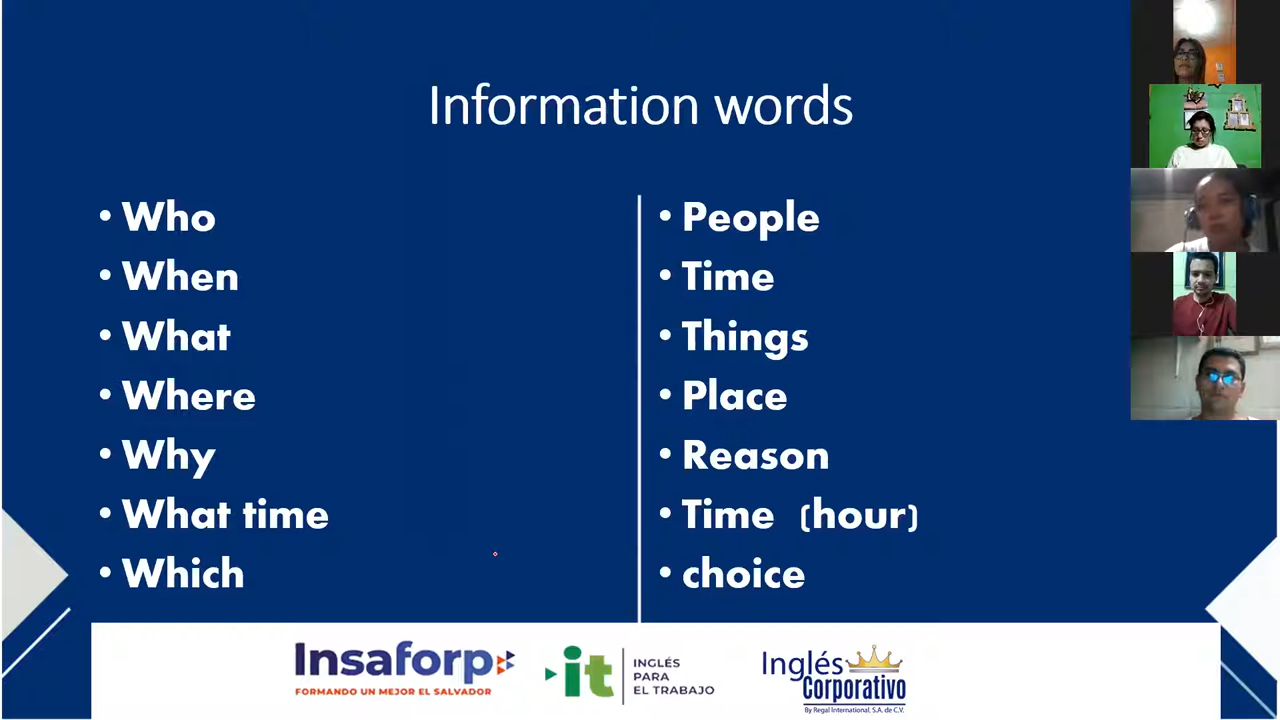 Information words
• Who
• When
• What
• Where
• Why
• What time
• Which
• People
• Time
• Things
• Place
• Reason
• Time (hour)
• choice
Insaforp
FORMANDO UN MEJOR EL SALVADOR
it
INGLÉS
PARA
EL TRABAJO
Inglés
Corporativo
By Regal International, S.A. de C.V.